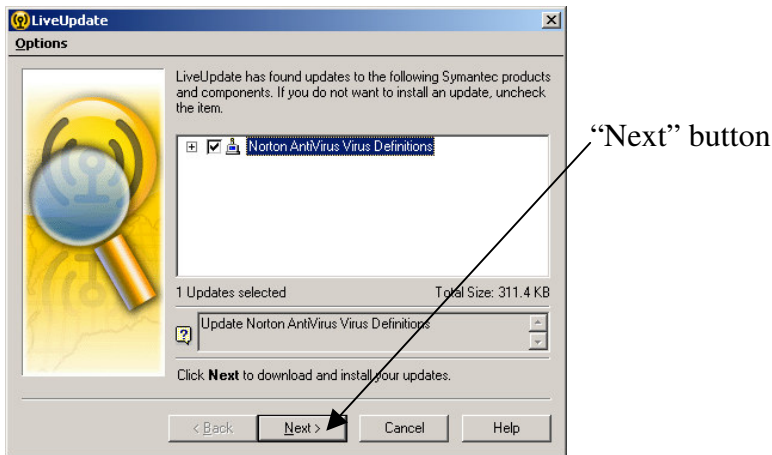 LiveUpdate
Options
LiveUpdate has found updates to the following Symantec products
and components. If you do not want to install an update, uncheck
the item.
Norton AntiVirus Virus Definitions
“Next” button
1 Updates selected Total Size: 311.4 KB
Update Norton AntiVirus Virus Definitions
Click Next to download and install your updates.
< Back Next > Cancel Help